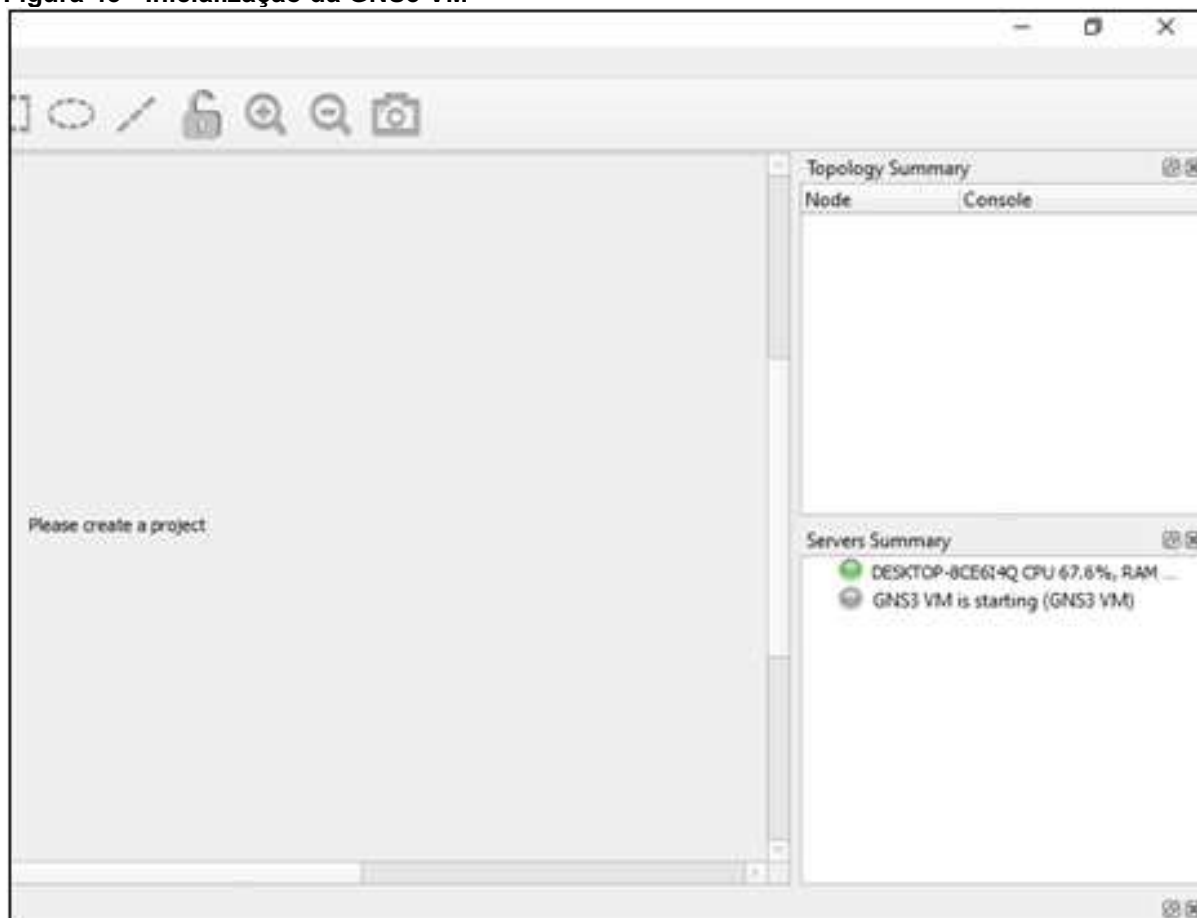 Topology Summary
Node Console
Please create a project
Servers Summary
DESKTOP-8CE6I4Q CPU 67.6%, RAM ...
GNS3 VM is starting (GNS3 VM)